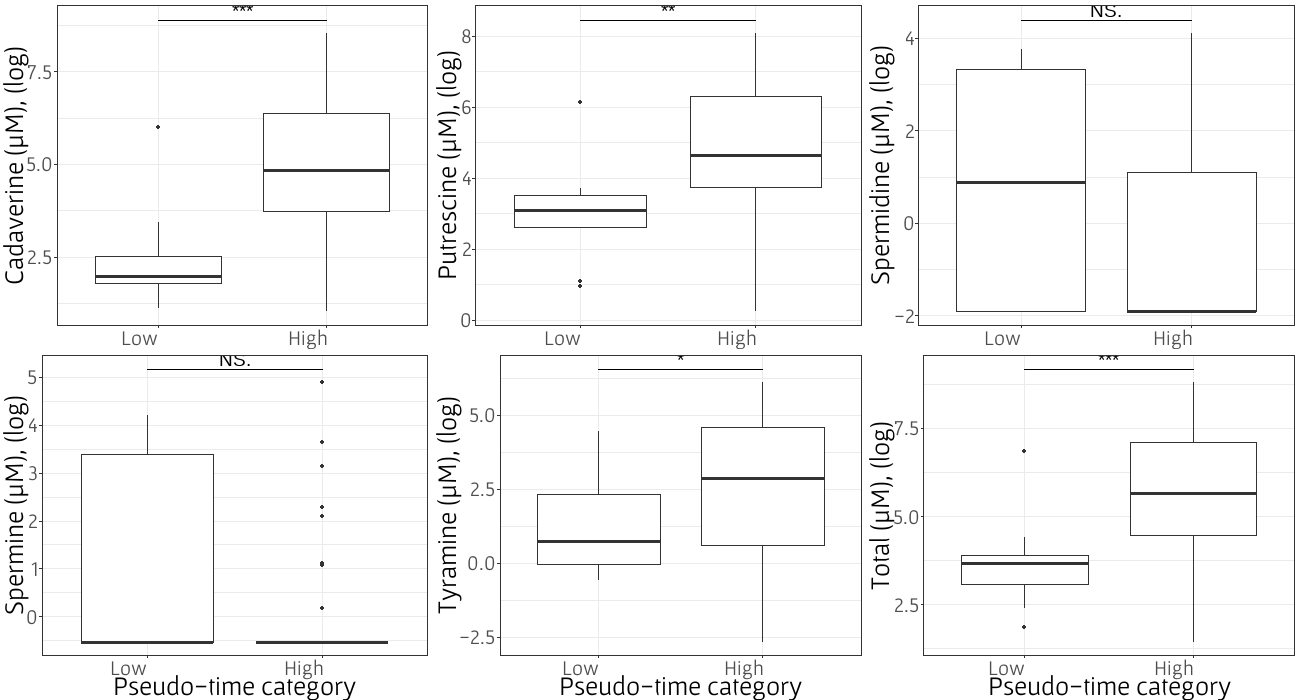 ***
Cadaverine (µM), (log)
7.5
5.0
2.5
Low High
**
Putrescine (µM), (log)
8
6
4
2
0
Low High
NS.
Spermidine (µM), (log)
4
2
0
−2
Low High
NS.
Spermine (µM), (log)
5
4
3
2
1
0
Low High
Pseudo−time category
*
Tyramine (µM), (log)
5.0
2.5
0.0
−2.5
Low High
Pseudo−time category
***
Total (µM), (log)
7.5
5.0
2.5
Low High
Pseudo−time category